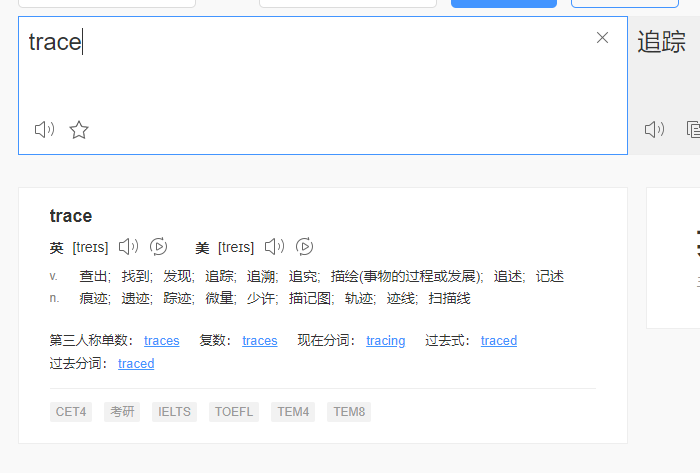 trace
追踪
trace
英 [treɪs] 美 [treɪs]
v. 查出; 找到; 发现; 追踪; 追溯; 追究; 描绘(事物的过程或发展); 追述; 记述
n. 痕迹; 遗迹; 踪迹; 微量; 少许; 描记图; 轨迹; 迹线; 扫描线
第三人称单数: traces 复数: traces 现在分词: tracing 过去式: traced
过去分词: traced
CET4 考研 IELTS TOEFL TEM4 TEM8